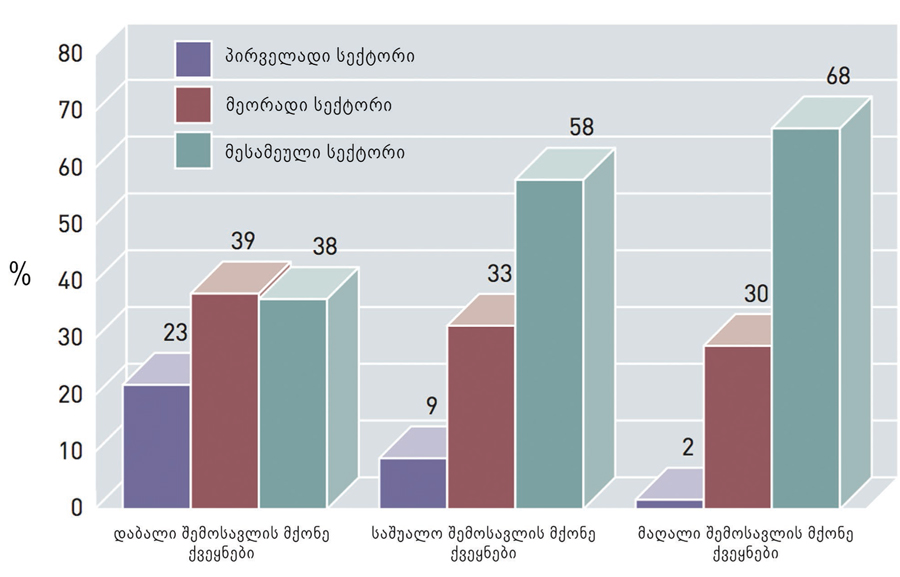 80
70
60
50
40
30
20
10
0
%
პირველადი სექტორი
მეორადი სექტორი
მესამეული სექტორი
23
39
38
9
33
58
2
30
68
დაბალი შემოსავლის მქონე
ქვეყნები
საშუალო შემოსავლის მქონე
ქვეყნები
მაღალი შემოსავლის მქონე
ქვეყნები